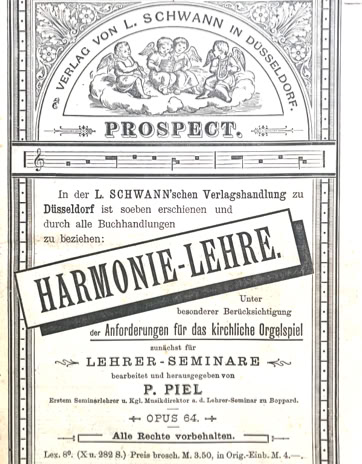 VERLAG VON L. SCHWANN IN DÜSSELDORF.
PROSPECT.
In der L. SCHWANN'schen Verlagshandlung zu
Düsseldorf ist soeben erschienen und
durch alle Buchhandlungen
zu beziehen:
HARMONIE-LEHRE.
Unter
besonderer Berücksichtigung
der Anforderungen für das kirchliche Orgelspiel
zunächst für
LEHRER-SEMINARE
bearbeitet und herausgegeben von
P. PIEL
Erstem Seminarlehrer u. Kgl. Musikdirektor a. d. Lehrer-Seminar zu Boppard.
OPUS 64.
Alle Rechte vorbehalten.
Lex. 8º. (X u. 282 S.) Preis brosch. M. 3.50, in Orig.-Einb. M. 4.—.